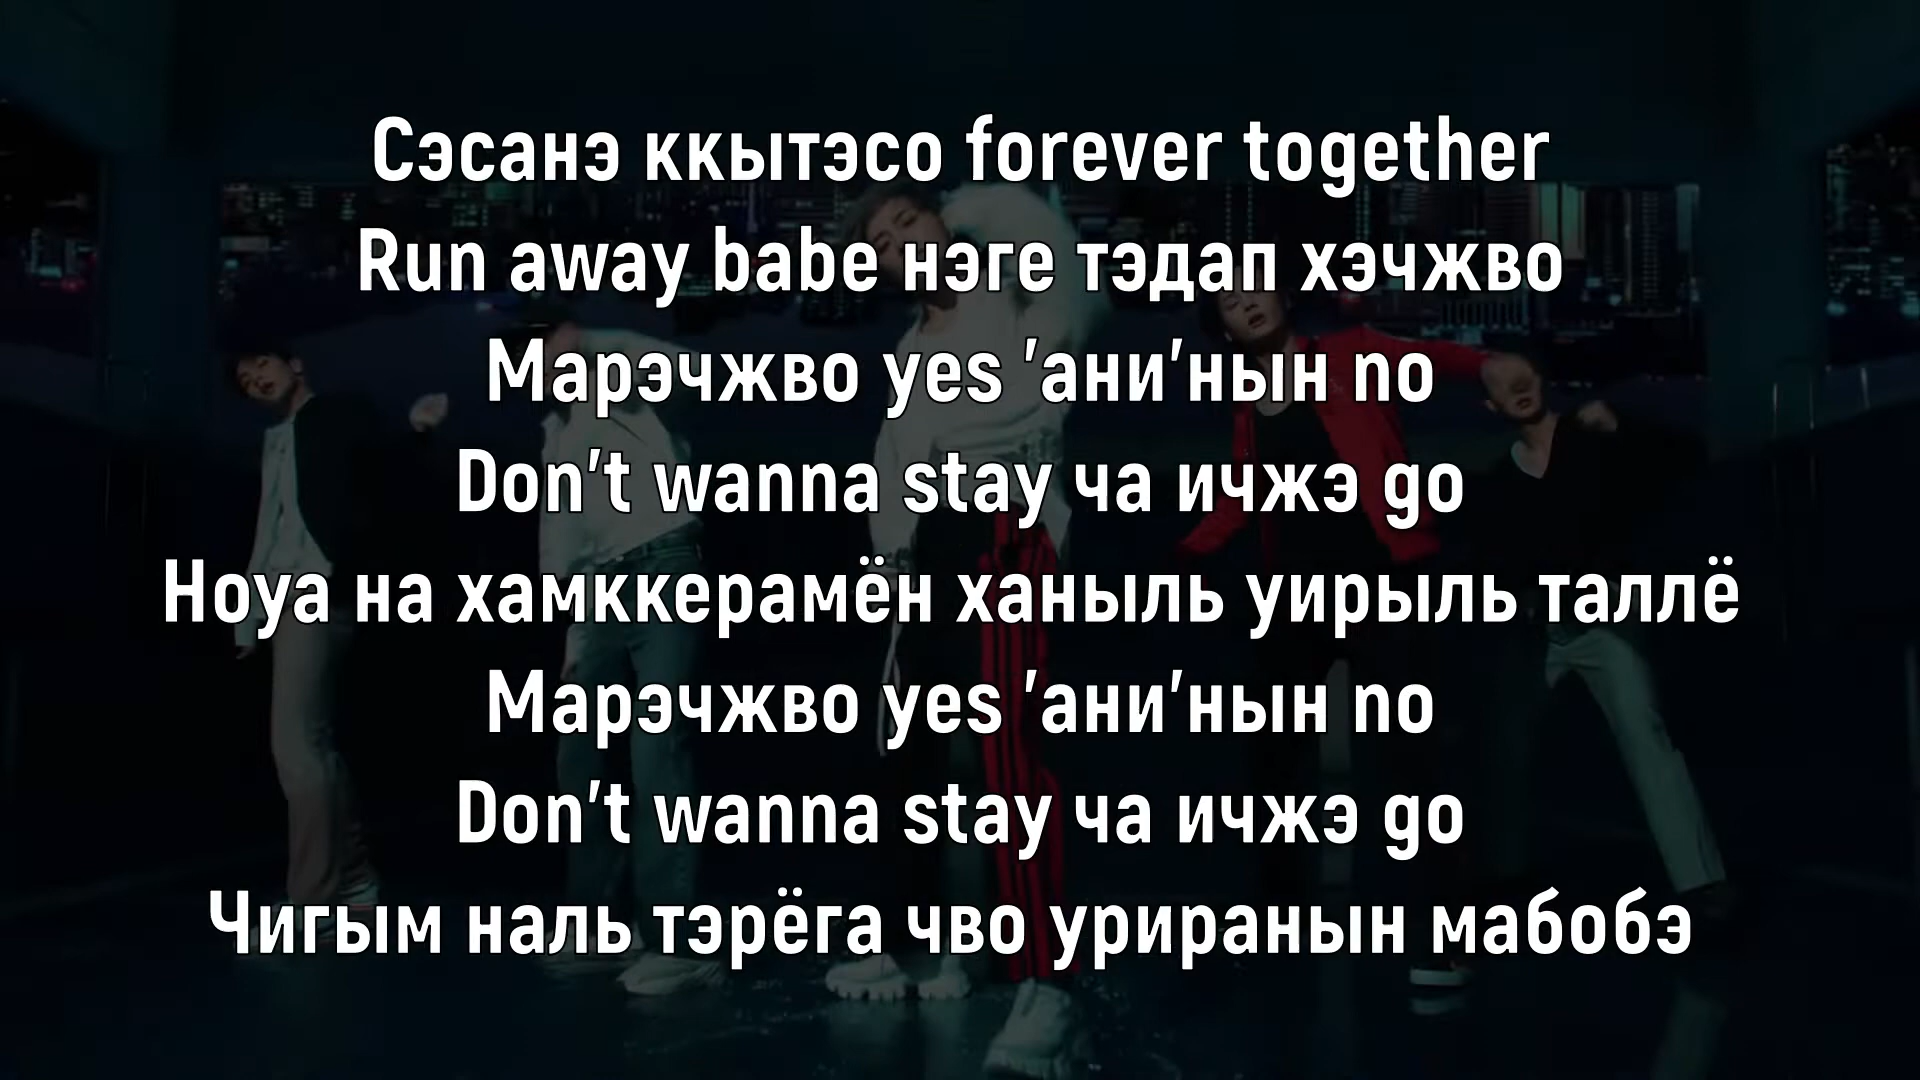 Сэсанэ ккытэсо forever together
Run away babe нэге тэдап хэчжво
Марэчжво yes 'ани'нын no
Don't wanna stay ча ичжэ go
Ноуа на хамккерамён ханыль уирыль таллё
Марэчжво yes 'ани'нын no
Don't wanna stay ча ичжэ go
Чигым наль тэрёга чво уриранын мабобэ